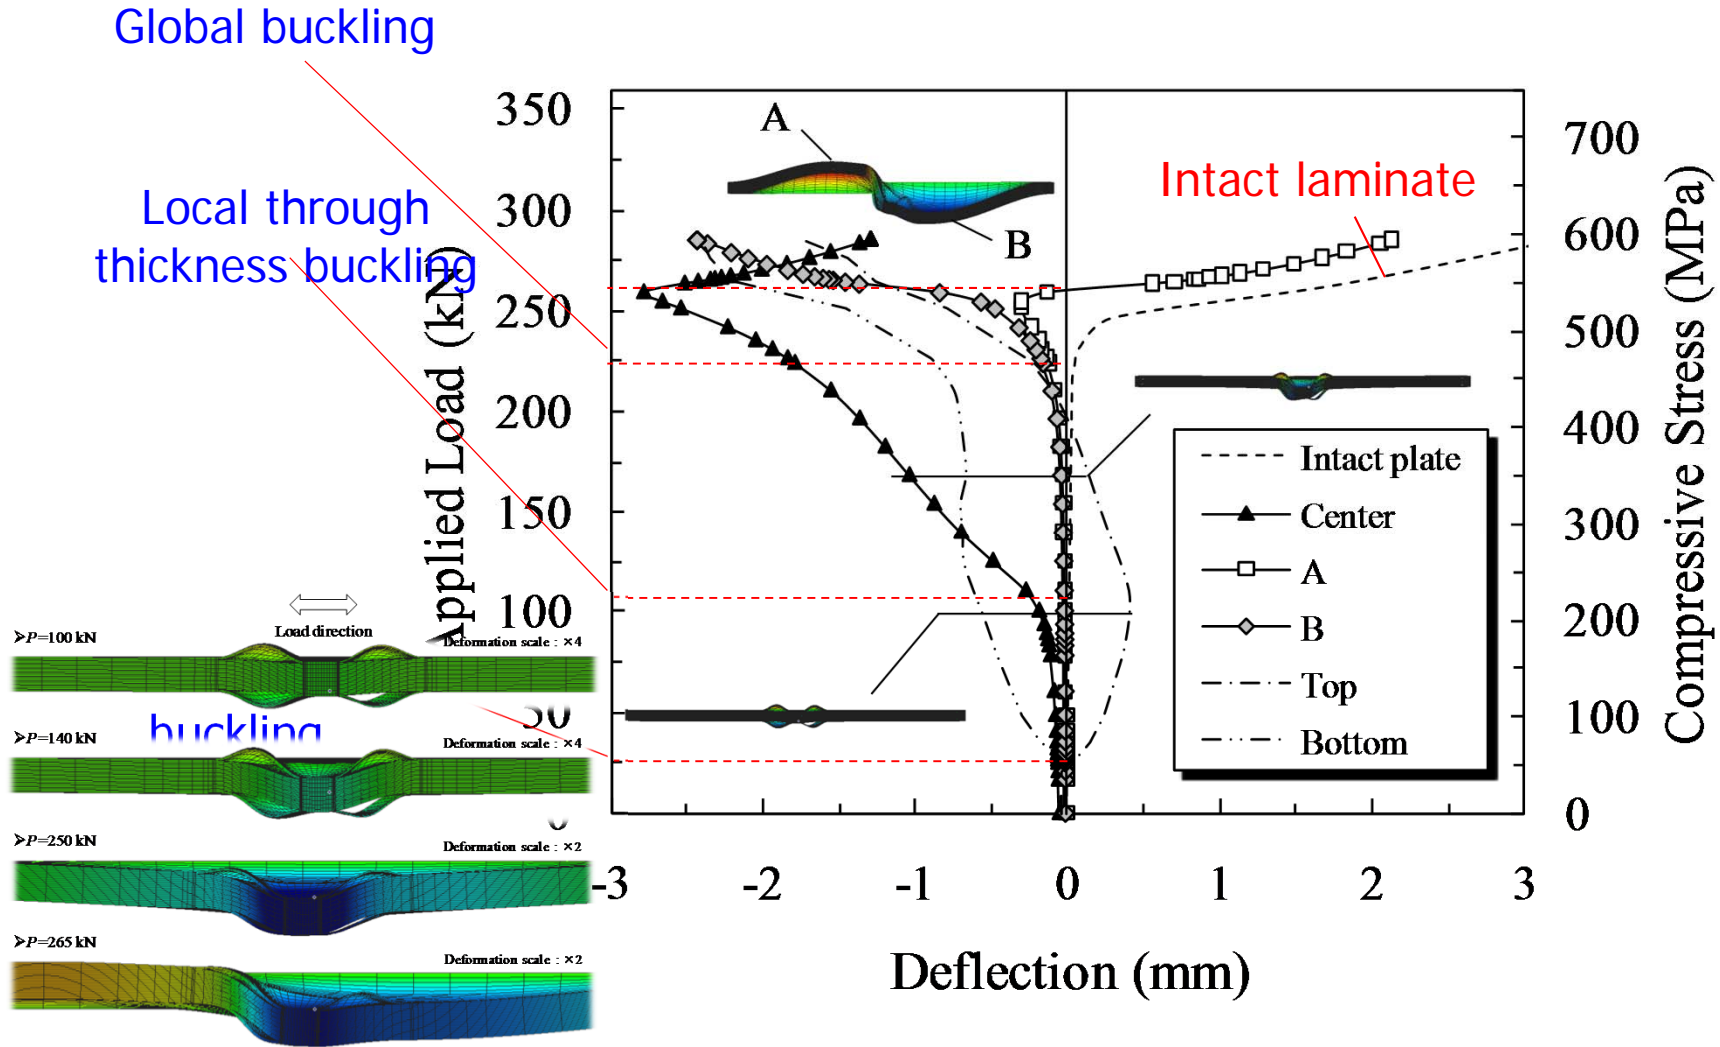 Global buckling
Local through
thickness buckling
buckling
Applied Load (kN)
350
300
250
200
150
100
50
0
A
B
Intact laminate
700
600
500
400
300
200
100
0
Compressive Stress (MPa)
Intact plate
Center
A
B
Top
Bottom
-3
-2
-1
0
1
2
3
Deflection (mm)
Load direction
➢P=100 kN
Deformation scale : ×4
➢P=140 kN
Deformation scale : ×4
➢P=250 kN
Deformation scale : ×2
➢P=265 kN
Deformation scale : ×2